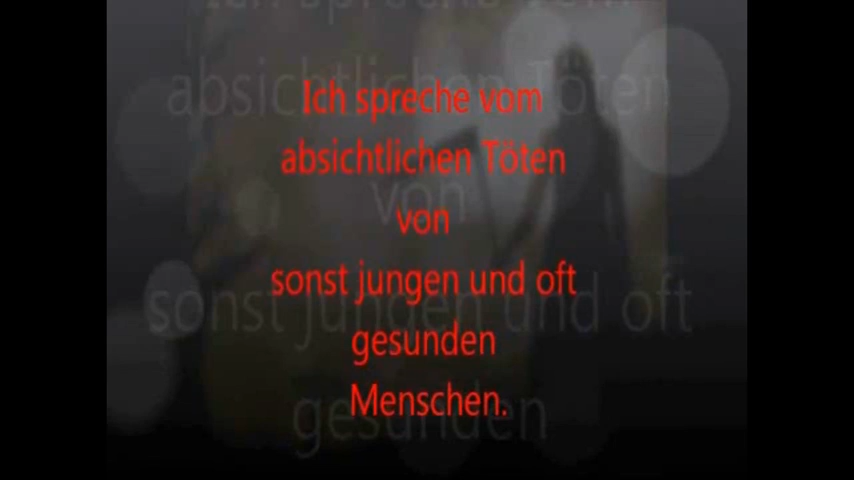 Ich spreche vom
absichtlichen Töten
von
sonst jungen und oft
gesunden
Menschen.